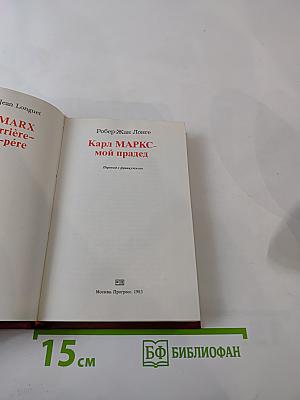 Jean Longuet
MARX
rrière-
-père
Робер-Жан Лонге
Карл МАРКС-
мой прадед
Перевод с французского
Москва Прогресс 1983
15 см
БФ БИБЛИОФАН